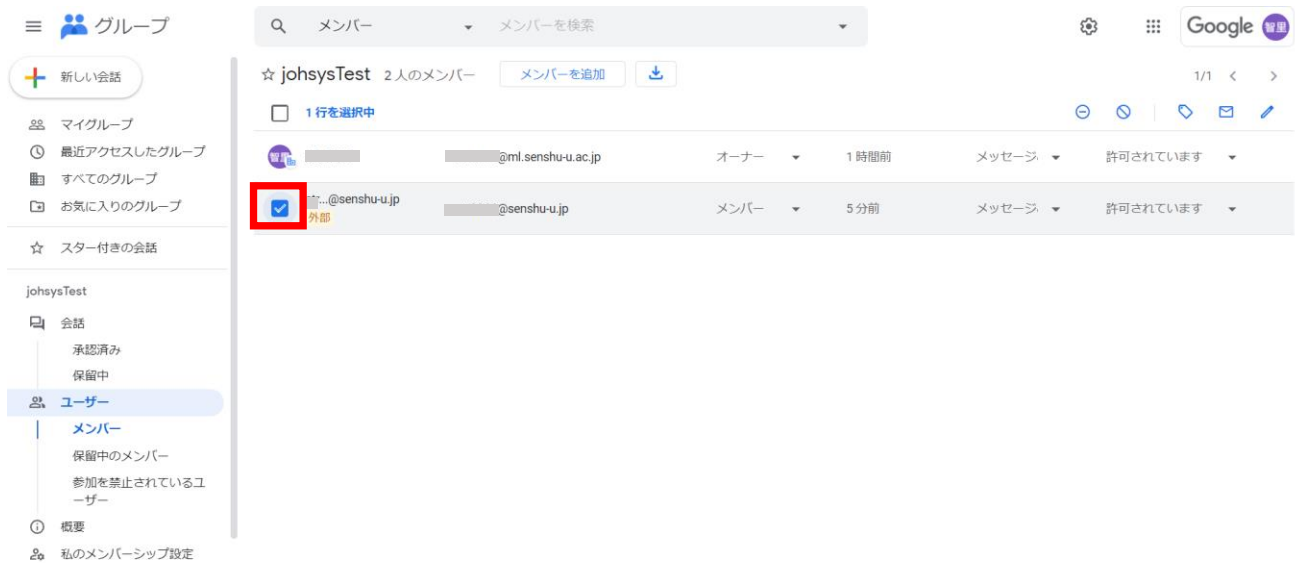 グループ
メンバー
メンバーを検索
Google
智里
新しい会話
johsysTest 2人のメンバー
メンバーを追加
1/1
マイグループ
最近アクセスしたグループ
すべてのグループ
お気に入りのグループ
スター付きの会話
johsysTest
会話
承認済み
保留中
ユーザー
メンバー
保留中のメンバー
参加を禁止されているユ
ーザー
概要
私のメンバーシップ設定
1 行を選択中
@ml.senshu-u.ac.jp オーナー 1 時間前 メッセージ 許可されています
...@senshu-u.jp
外部
@senshu-u.jp メンバー 5 分前 メッセージ 許可されています